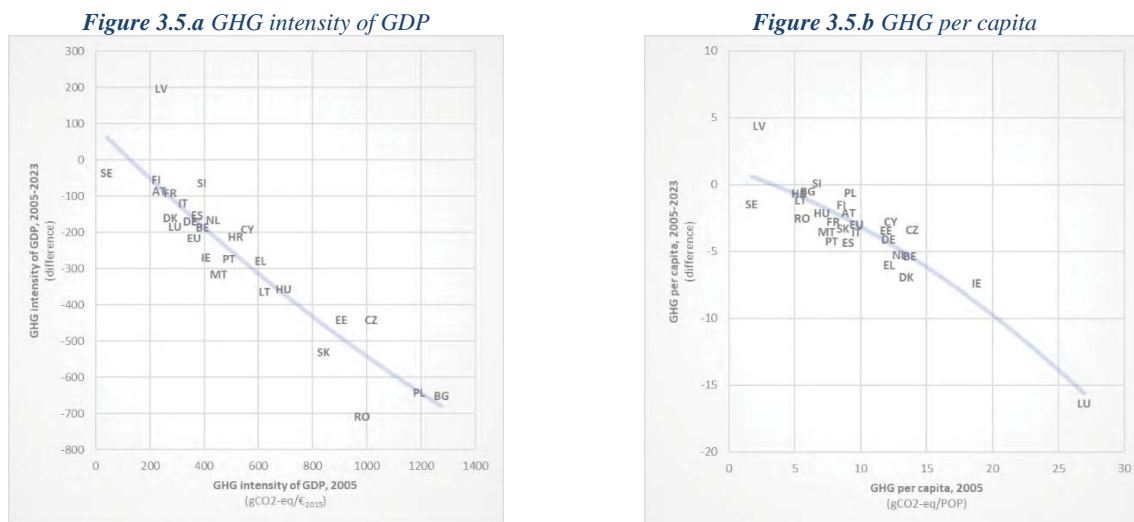 Figure 3.5.a GHG intensity of GDP
300
200
100
0
-100
-200
-300
-400
-500
-600
-700
-800
0 200 400 600 800 1000 1200 1400
GHG intensity of GDP, 2005-2023
(difference)
GHG intensity of GDP, 2005
(gCO2-eq/€2015)
LV
SE
FI
SI
AT FR
IT
DK ES NL
DE
LU BE CY
EU HR
IE PT EL
MT
LT HU
EE CZ
SK
PL BG
RO
Figure 3.5.b GHG per capita
10
5
0
-5
-10
-15
-20
0 5 10 15 20 25 30
GHG per capita, 2005-2023
(difference)
GHG per capita, 2005
(gCO2-eq/POP)
LV
SI
BG PL
LT
SE FI
HU AT
RO FR CY
SK EU
MT IT EE CZ
PT ES DE
NL BE
EL
DK
IE
LU